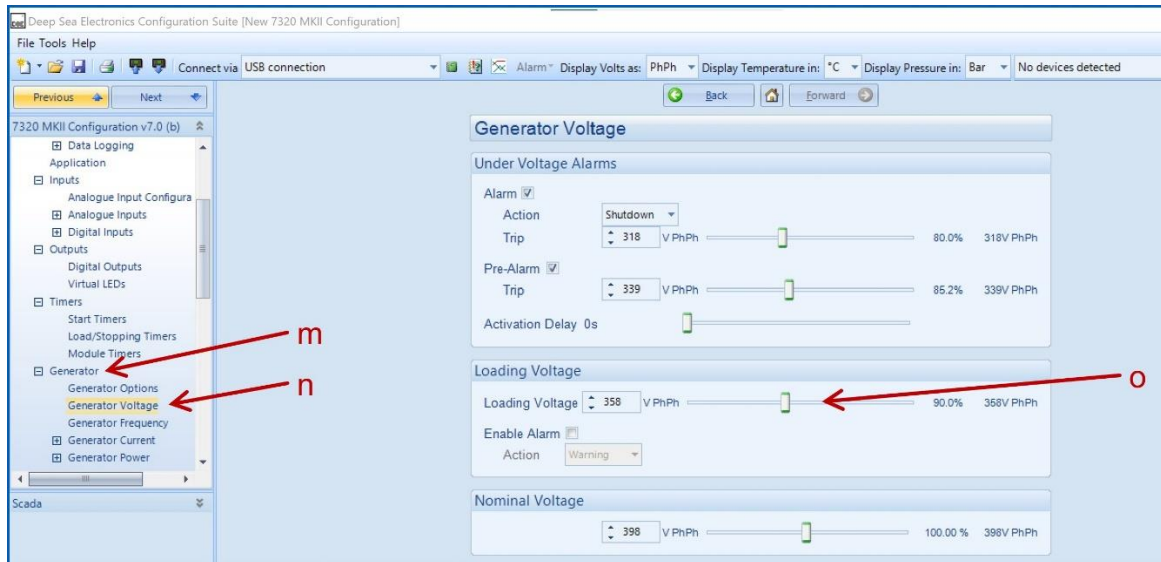 Deep Sea Electronics Configuration Suite [New 7320 MKII Configuration]
File Tools Help
Connect via USB connection Alarm Display Volts as: PhPh Display Temperature in: °C Display Pressure in: Bar No devices detected
Previous Next
Back Forward
7320 MKII Configuration v7.0 (b)
Data Logging
Application
Inputs
Analogue Input Configura
Analogue Inputs
Digital Inputs
Outputs
Digital Outputs
Virtual LEDs
Timers
Start Timers
Load/Stopping Timers
Module Timers
Generator
Generator Options
Generator Voltage
Generator Frequency
Generator Current
Generator Power
Scada
m
n
Generator Voltage
Under Voltage Alarms
Alarm
Action Shutdown
Trip 318 V PhPh 80.0% 318V PhPh
Pre-Alarm
Trip 339 V PhPh 85.2% 339V PhPh
Activation Delay 0s
Loading Voltage
Loading Voltage 358 V PhPh 90.0% 358V PhPh
o
Enable Alarm
Action Warning
Nominal Voltage
398 V PhPh 100.00 % 398V PhPh